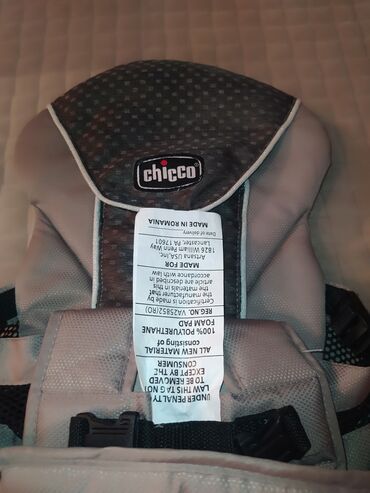 chicco
UNDER PENALTY
LAW THIS TAG NOT
TO BE REMOVED
EXCEPT BY THE
CONSUMER
ALL NEW MATERIAL
consisting of
100% POLYURETHANE
FOAM PAD
REG.NO. VA25852(RO)
Certification is made by
the manufacturer that
the materials in this
article are described in
accordance with law
MADE FOR
Artsana USA,Inc.
1826 William Penn Way
Lancaster, PA 17601
Date of delivery
MADE IN ROMANIA